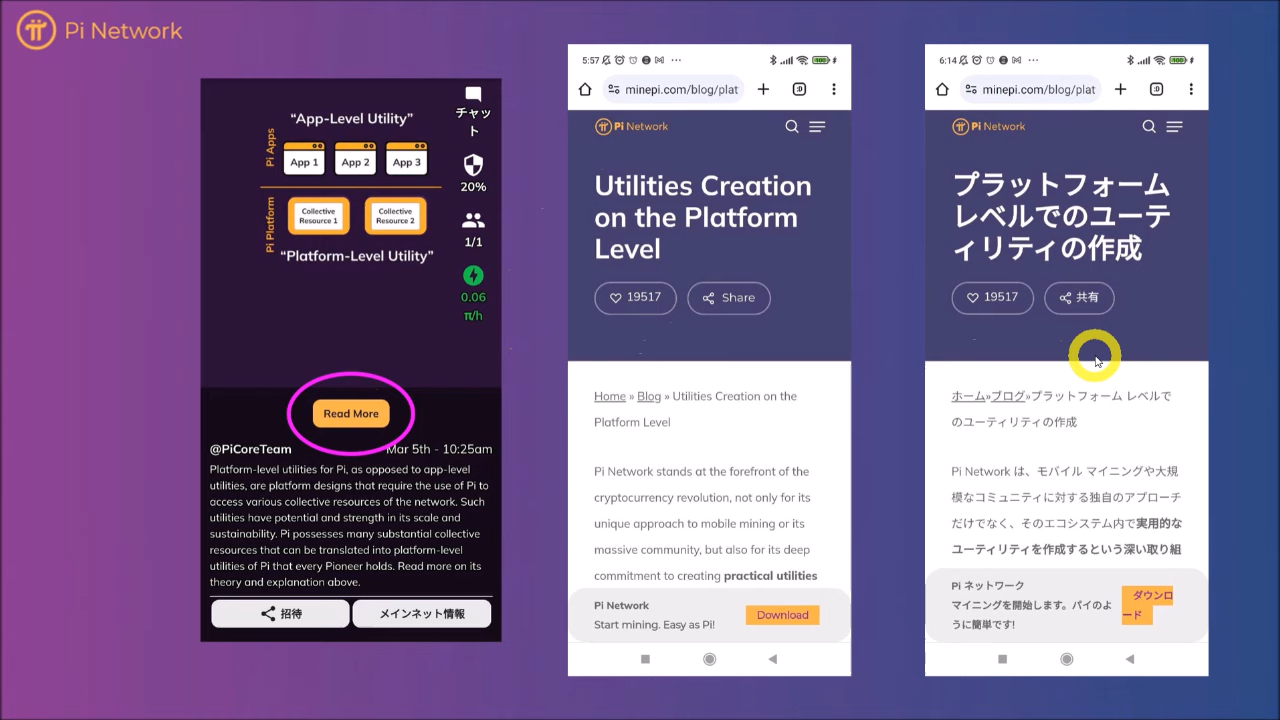 Pi Network
チャッ
ト
20%
1/1
0.06
π/h
“App-Level Utility”
Pi Apps
App 1
App 2
App 3
Pi Platform
Collective
Resource 1
Collective
Resource 2
“Platform-Level Utility”
Read More
@PiCoreTeam
Mar 5th - 10:25am
Platform-level utilities for Pi, as opposed to app-level
utilities, are platform designs that require the use of Pi to
access various collective resources of the network. Such
utilities have potential and strength in its scale and
sustainability. Pi possesses many substantial collective
resources that can be translated into platform-level
utilities of Pi that every Pioneer holds. Read more on its
theory and explanation above.
招待
メインネット情報
5:57
minepi.com/blog/plat
Pi Network
Utilities Creation
on the Platform
Level
19517
Share
Home » Blog » Utilities Creation on the
Platform Level
Pi Network stands at the forefront of the
cryptocurrency revolution, not only for its
unique approach to mobile mining or its
massive community, but also for its deep
commitment to creating practical utilities
Pi Network
Start mining. Easy as Pi!
Download
6:14
minepi.com/blog/plat
Pi Network
プラットフォーム
レベルでのユーテ
ィリティの作成
19517
共有
ホーム»ブログ»プラットフォーム レベルで
のユーティリティの作成
Pi Network は、モバイル マイニングや大規
模なコミュニティに対する独自のアプローチ
だけでなく、そのエコシステム内で実用的な
ユーティリティを作成するという深い取り組
Pi ネットワーク
マイニングを開始します。パイのよ
うに簡単です!
ダウンロ
ード